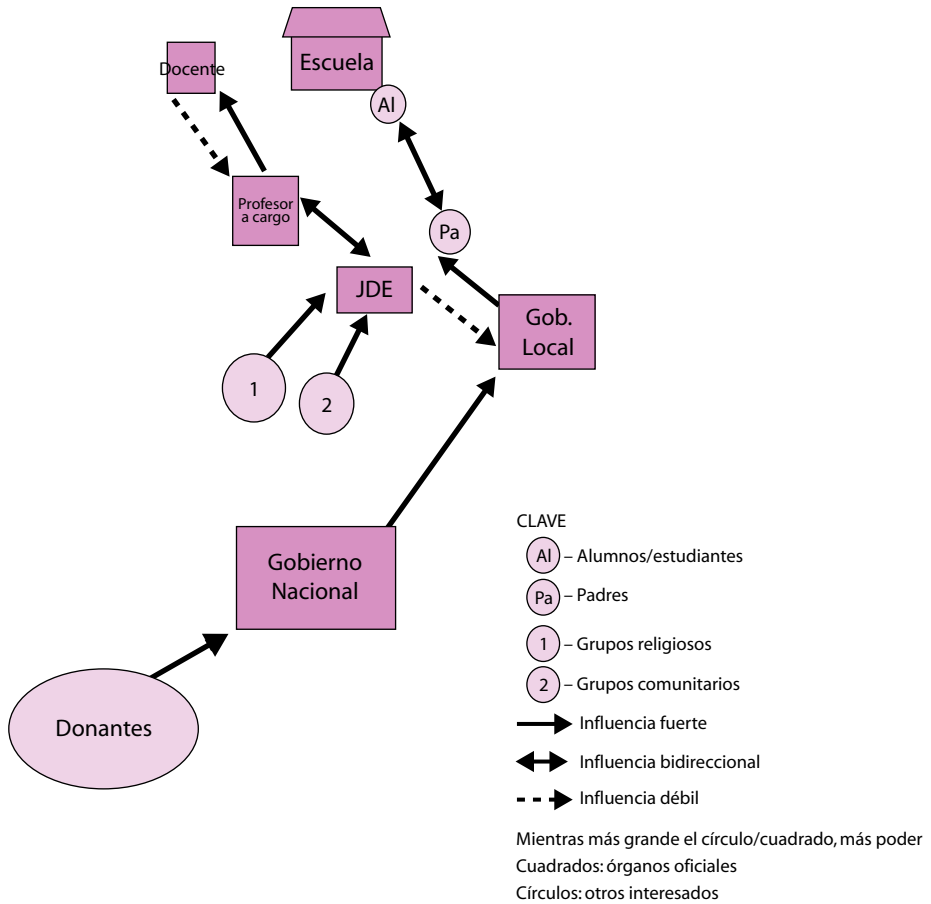 Escuela
Docente
Al
Profesor
a cargo
Pa
JDE
Gob.
Local
1
2
Gobierno
Nacional
Donantes
CLAVE
Al – Alumnos/estudiantes
Pa – Padres
1 – Grupos religiosos
2 – Grupos comunitarios
Influencia fuerte
Influencia bidireccional
Influencia débil
Mientras más grande el círculo/cuadrado, más poder
Cuadrados: órganos oficiales
Círculos: otros interesados